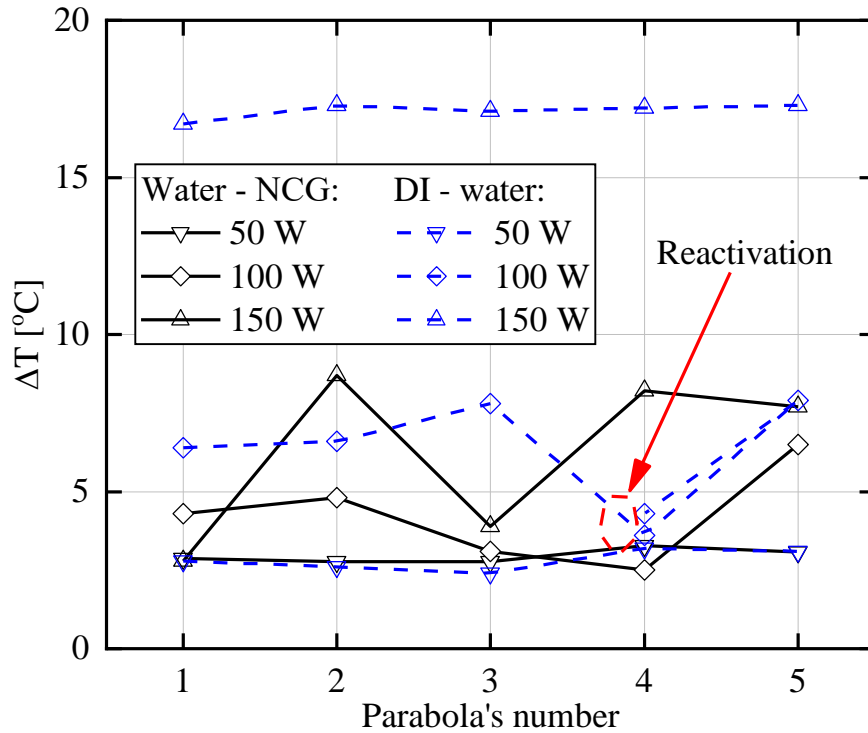 20
15
10
5
0
ΔT [°C]
Water - NCG: DI - water:
50 W 50 W
100 W 100 W
150 W 150 W
Reactivation
1 2 3 4 5
Parabola's number